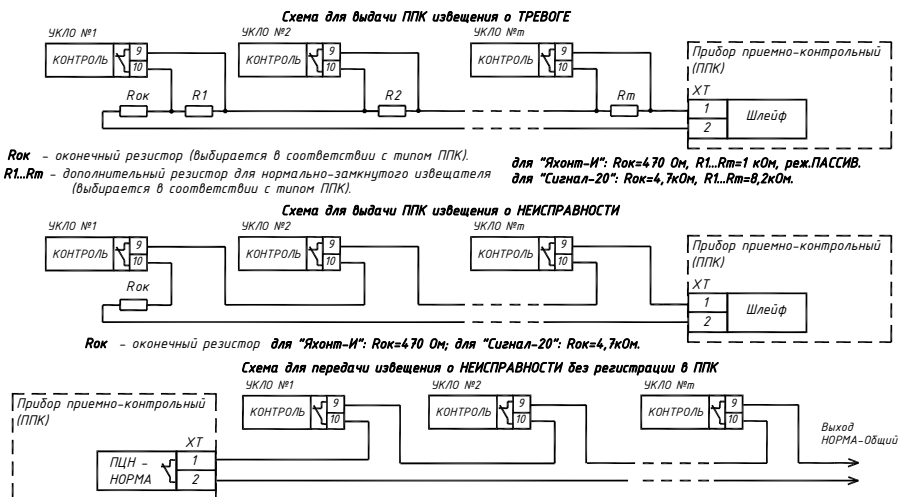 Схема для выдачи ППК извещения о ТРЕВОГЕ
УКЛО №1
УКЛО №2
УКЛО №m
КОНТРОЛЬ 9 10
КОНТРОЛЬ 9 10
КОНТРОЛЬ 9 10
Прибор приемно-контрольный
(ППК)
XT
1
2
Шлейф
Rок
R1
R2
Rm
Rок – оконечный резистор (выбирается в соответствии с типом ППК).
R1...Rm – дополнительный резистор для нормально-замкнутого извещателя
(выбирается в соответствии с типом ППК).
для "Яхонт-И": Rок=470 Ом, R1...Rm=1 кОм, реж.ПАССИВ.
для "Сигнал-20": Rок=4,7кОм, R1...Rm=8,2кОм.
Схема для выдачи ППК извещения о НЕИСПРАВНОСТИ
УКЛО №1
УКЛО №2
УКЛО №m
КОНТРОЛЬ 9 10
КОНТРОЛЬ 9 10
КОНТРОЛЬ 9 10
Прибор приемно-контрольный
(ППК)
XT
1
2
Шлейф
Rок
Rок – оконечный резистор для "Яхонт-И": Rок=470 Ом; для "Сигнал-20": Rок=4,7кОм.
Схема для передачи извещения о НЕИСПРАВНОСТИ без регистрации в ППК
УКЛО №1
УКЛО №2
УКЛО №m
КОНТРОЛЬ 9 10
КОНТРОЛЬ 9 10
КОНТРОЛЬ 9 10
Прибор приемно-контрольный
(ППК)
XT
ПЦН -
НОРМА
1
2
Выход
НОРМА-Общий